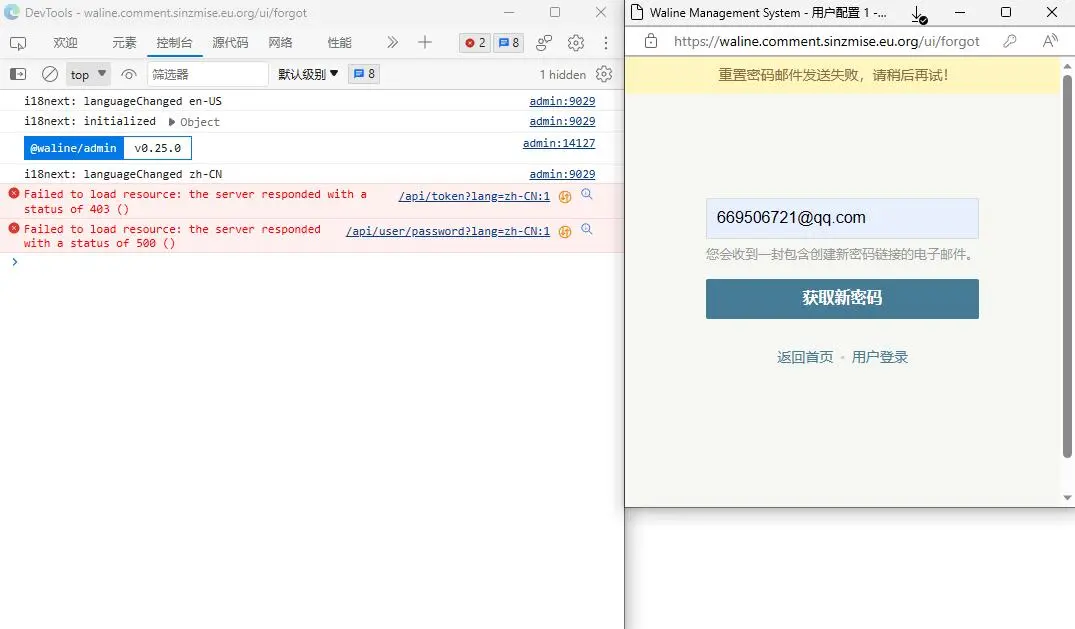 DevTools - waline.comment.sinzmise.eu.org/ui/forgot
欢迎 元素 控制台 源代码 网络 性能 2 8
top 筛选器 默认级别 8 1 hidden
i18next: languageChanged en-US admin:9029
i18next: initialized Object admin:9029
@waline/admin v0.25.0 admin:14127
i18next: languageChanged zh-CN admin:9029
Failed to load resource: the server responded with a /api/token?lang=zh-CN:1
status of 403 ()
Failed to load resource: the server responded /api/user/password?lang=zh-CN:1
with a status of 500 ()
Waline Management System - 用户配置 1 -...
https://waline.comment.sinzmise.eu.org/ui/forgot
重置密码邮件发送失败，请稍后再试！
669506721@qq.com
您会收到一封包含创建新密码链接的电子邮件。
获取新密码
返回首页 • 用户登录